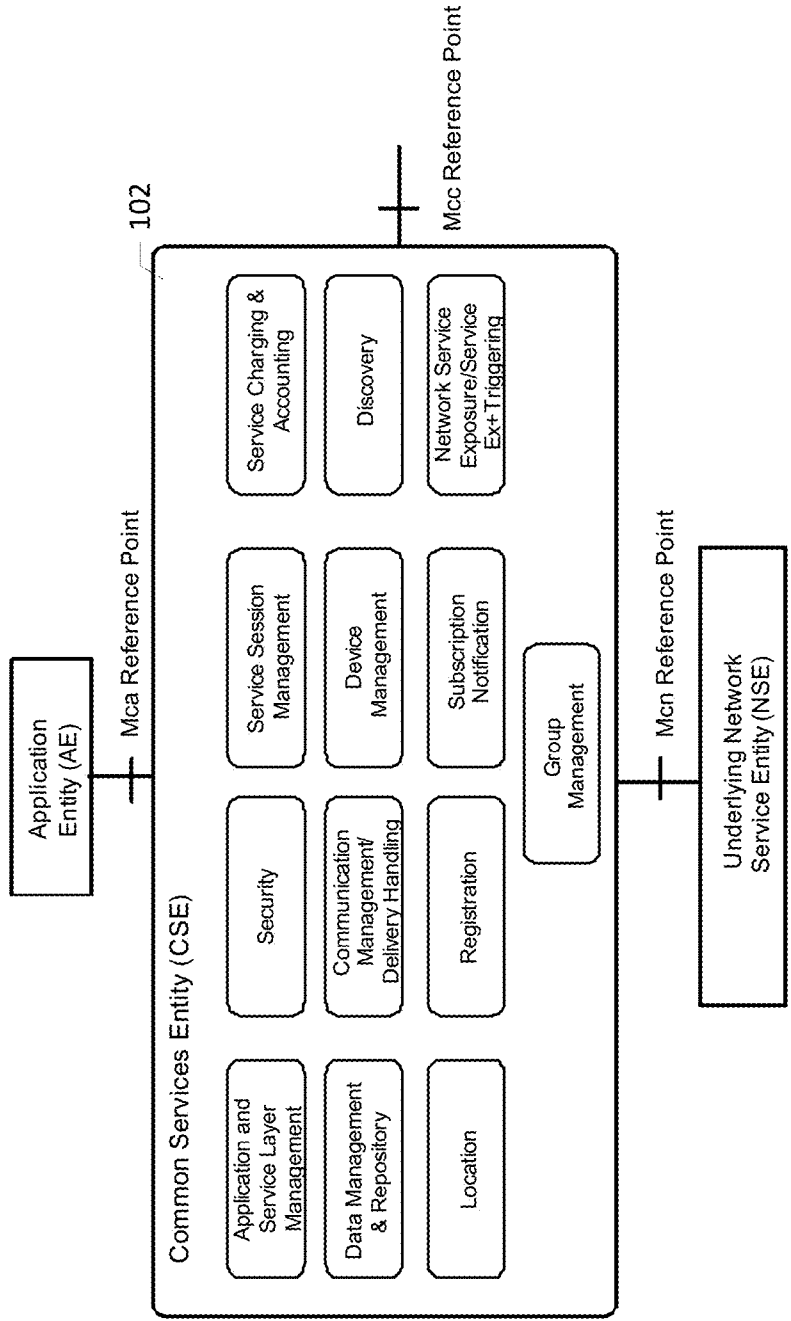 Application
Entity (AE)
Mca Reference Point
102
Common Services Entity (CSE)
Application and
Service Layer
Management
Security
Service Session
Management
Service Charging &
Accounting
Data Management
& Repository
Communication
Management/
Delivery Handling
Device
Management
Discovery
Location
Registration
Subscription
Notification
Network Service
Exposure/Service
Ex+Triggering
Group
Management
Mcc Reference Point
Mcn Reference Point
Underlying Network
Service Entity (NSE)